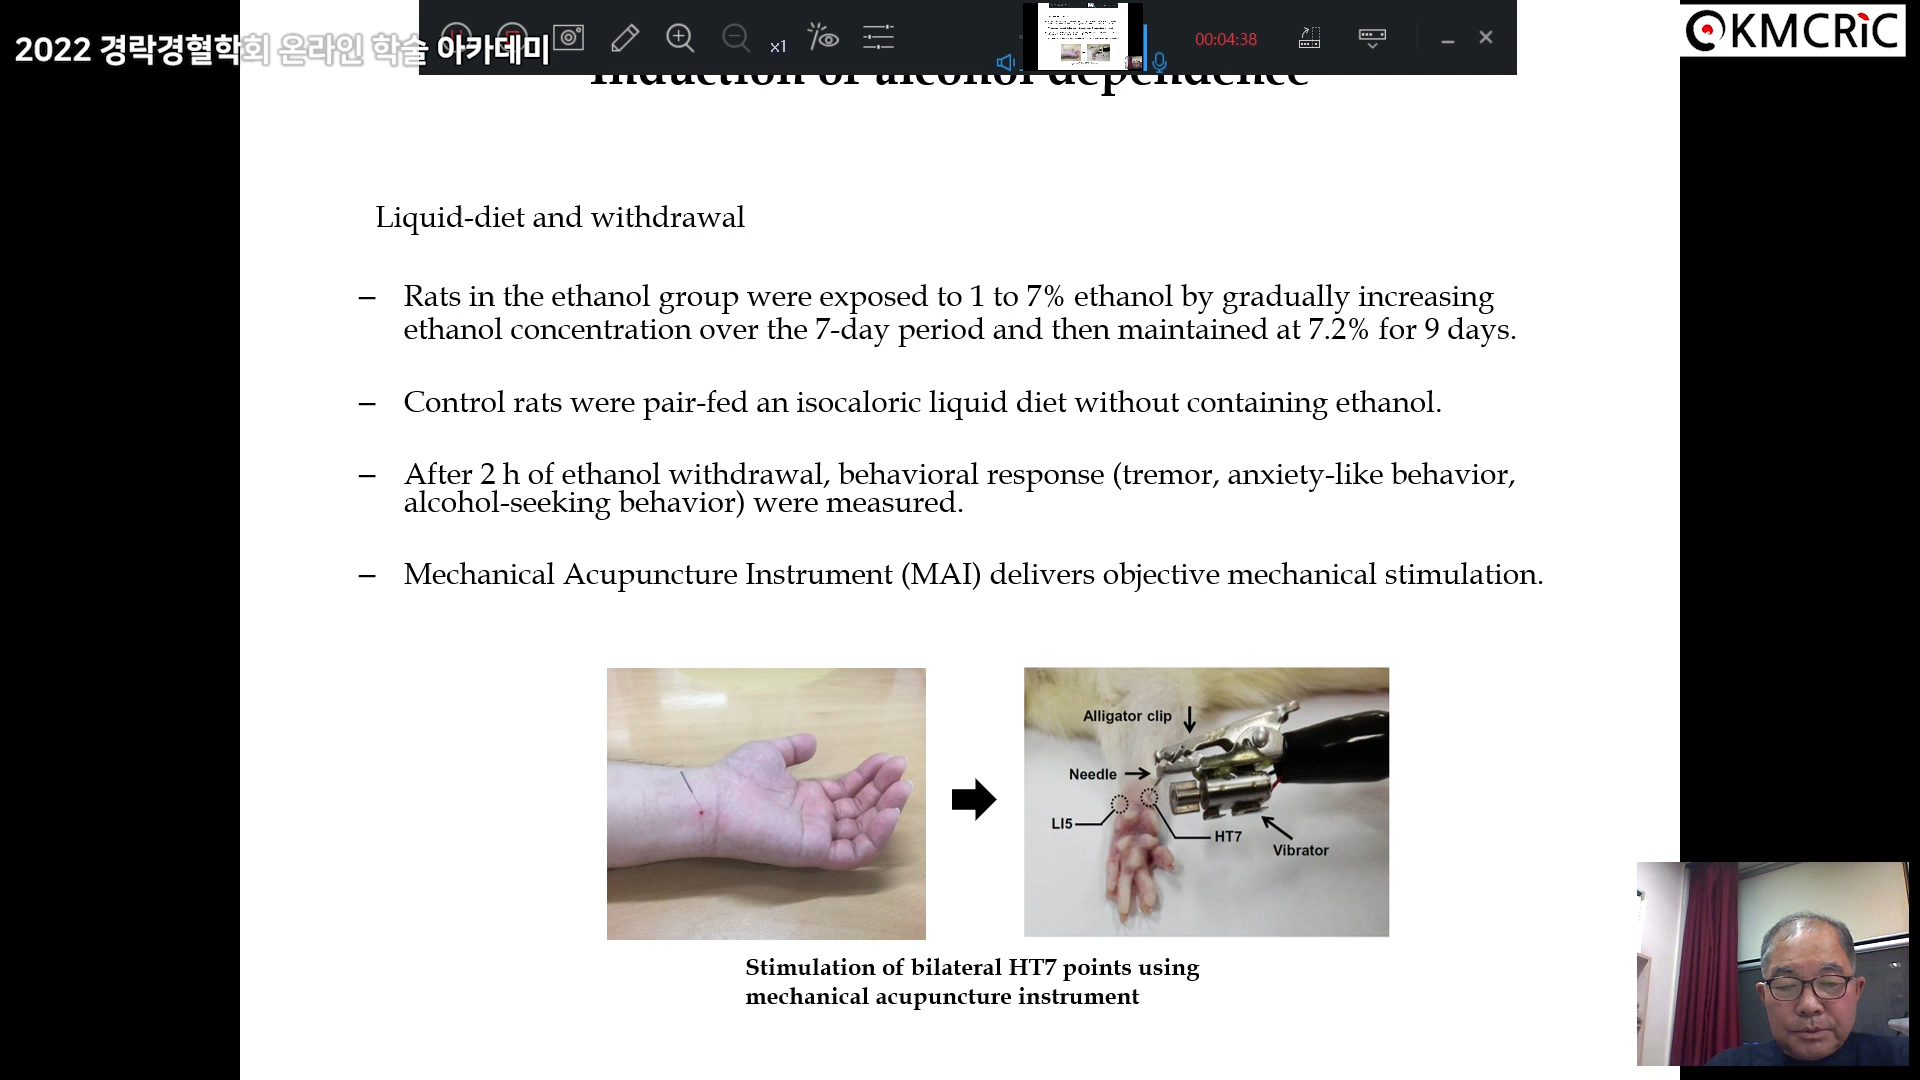 2022 경락경혈학회 온라인 학술 아카데미
x1
00:04:38
KMCRiC
Induction of alcohol dependence
Liquid-diet and withdrawal
– Rats in the ethanol group were exposed to 1 to 7% ethanol by gradually increasing
ethanol concentration over the 7-day period and then maintained at 7.2% for 9 days.
– Control rats were pair-fed an isocaloric liquid diet without containing ethanol.
– After 2 h of ethanol withdrawal, behavioral response (tremor, anxiety-like behavior,
alcohol-seeking behavior) were measured.
– Mechanical Acupuncture Instrument (MAI) delivers objective mechanical stimulation.
Alligator clip
Needle
LI5
HT7
Vibrator
Stimulation of bilateral HT7 points using
mechanical acupuncture instrument